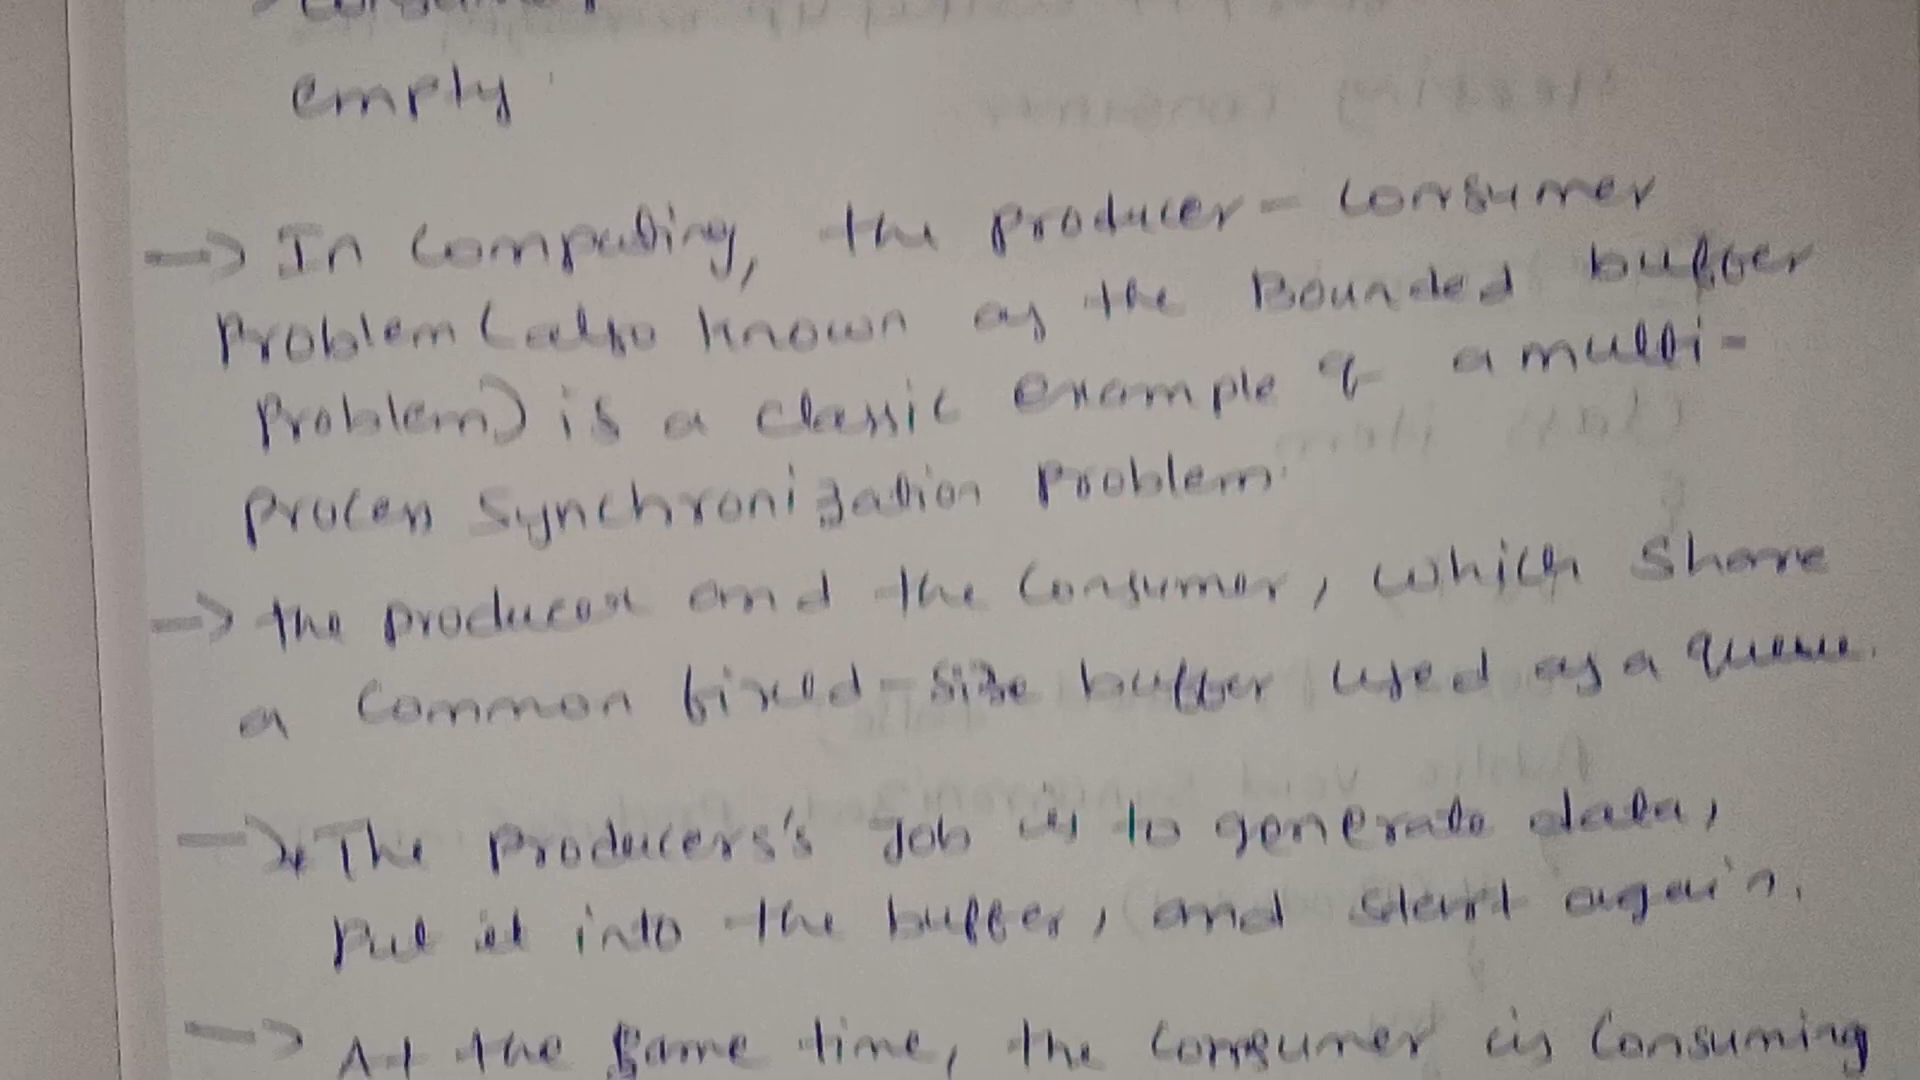 consumer
empty
-> In Computing, the producer - consumer
Problem (also known as the Bounded buffer
Problem) is a classic example of a multi-
process synchronization problem.
-> the producer and the consumer, which share
a common fixed-size buffer used as a queue.
-> The Producers's Job is to generate data,
Put it into the buffer, and start again.
-> At the same time, the consumer is consuming